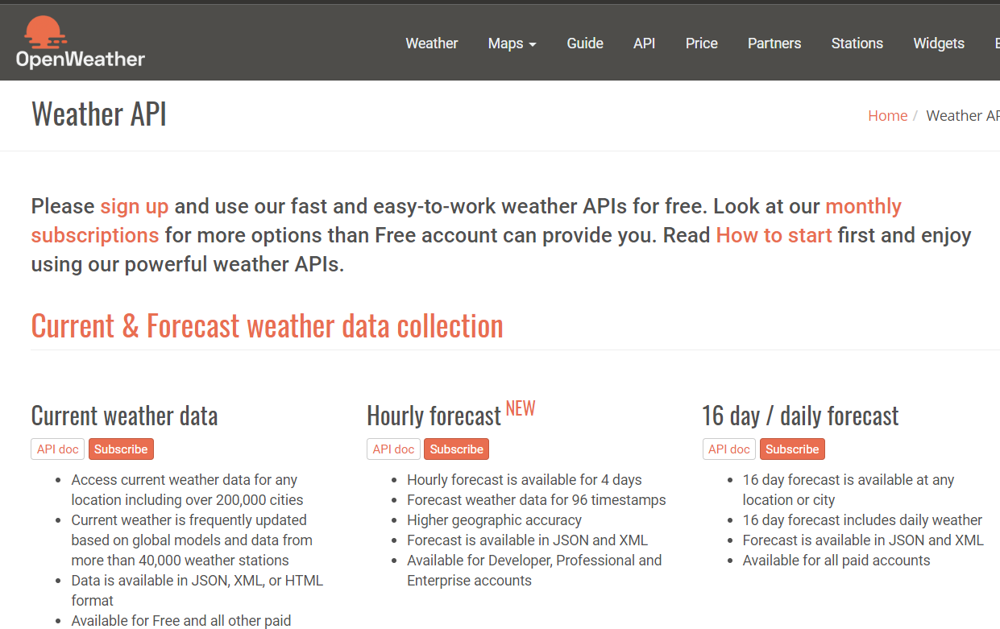 OpenWeather
Weather Maps Guide API Price Partners Stations Widgets
Weather API
Home / Weather AP
Please sign up and use our fast and easy-to-work weather APIs for free. Look at our monthly
subscriptions for more options than Free account can provide you. Read How to start first and enjoy
using our powerful weather APIs.
Current & Forecast weather data collection
Current weather data
API doc Subscribe
• Access current weather data for any
location including over 200,000 cities
• Current weather is frequently updated
based on global models and data from
more than 40,000 weather stations
• Data is available in JSON, XML, or HTML
format
• Available for Free and all other paid
Hourly forecast NEW
API doc Subscribe
• Hourly forecast is available for 4 days
• Forecast weather data for 96 timestamps
• Higher geographic accuracy
• Forecast is available in JSON and XML
• Available for Developer, Professional and
Enterprise accounts
16 day / daily forecast
API doc Subscribe
• 16 day forecast is available at any
location or city
• 16 day forecast includes daily weather
• Forecast is available in JSON and XML
• Available for all paid accounts